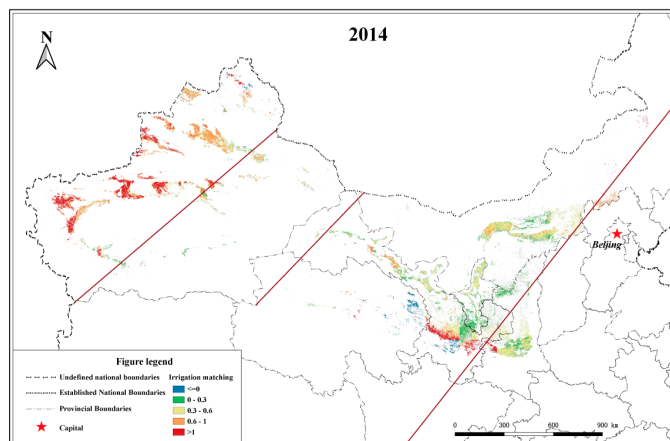 2014
N
Beijing
Figure legend
Undefined national boundaries
Established National Boundaries
Provincial Boundaries
Capital
Irrigation matching
<=0
0 - 0.3
0.3 - 0.6
0.6 - 1
>1
0 300 600 900 km